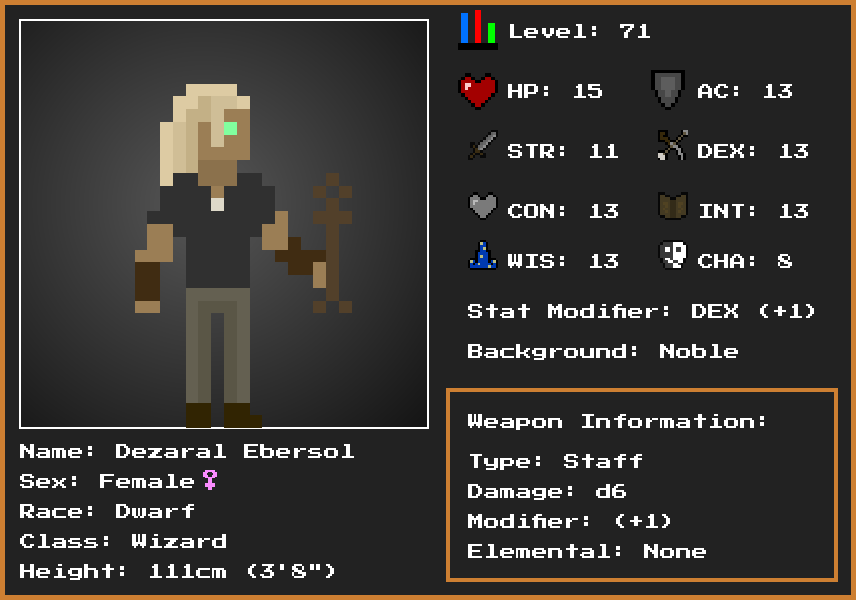 Level: 71
HP: 15
AC: 13
STR: 11
DEX: 13
CON: 13
INT: 13
WIS: 13
CHA: 8
Stat Modifier: DEX (+1)
Background: Noble
Weapon Information:
Type: Staff
Damage: d6
Modifier: (+1)
Elemental: None
Name: Dezaral Ebersol
Sex: Female♀
Race: Dwarf
Class: Wizard
Height: 111cm (3'8")